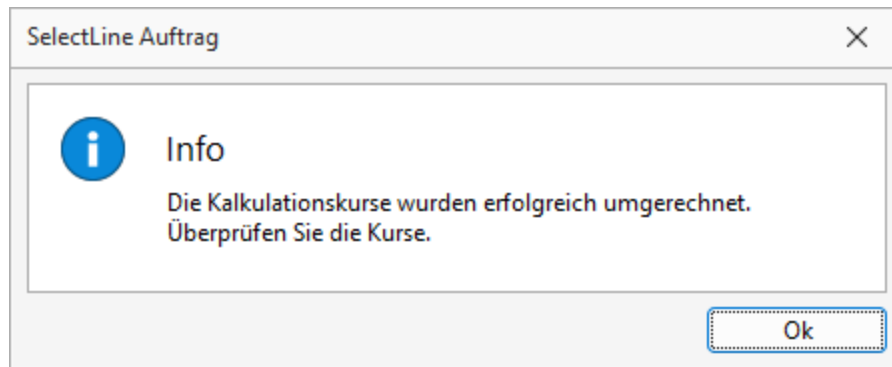 SelectLine Auftrag
Info
Die Kalkulationskurse wurden erfolgreich umgerechnet.
Überprüfen Sie die Kurse.
Ok